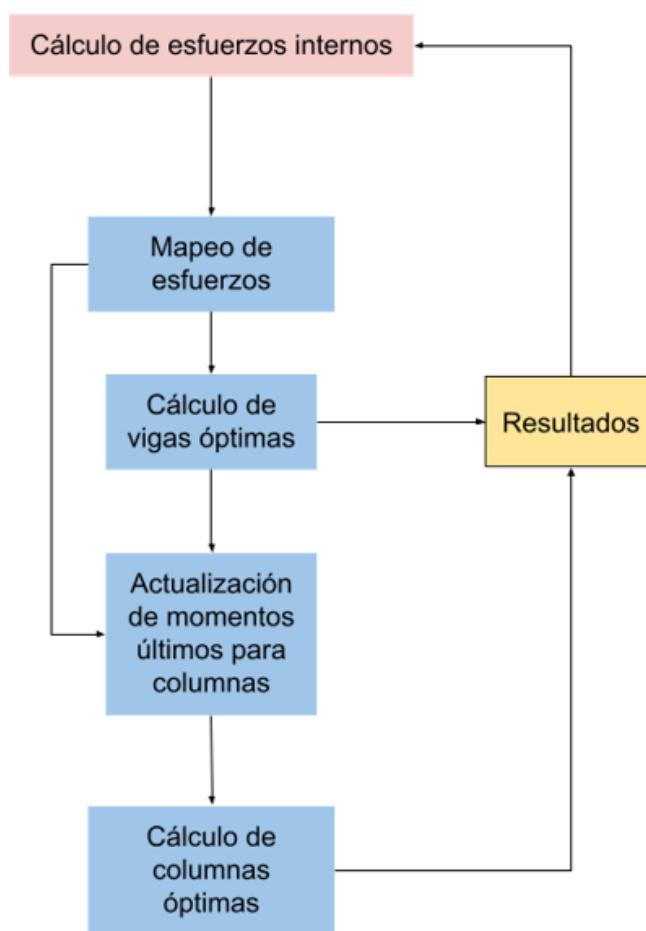 Cálculo de esfuerzos internos
Mapeo de
esfuerzos
Cálculo de
vigas óptimas
Resultados
Actualización
de momentos
últimos para
columnas
Cálculo de
columnas
óptimas